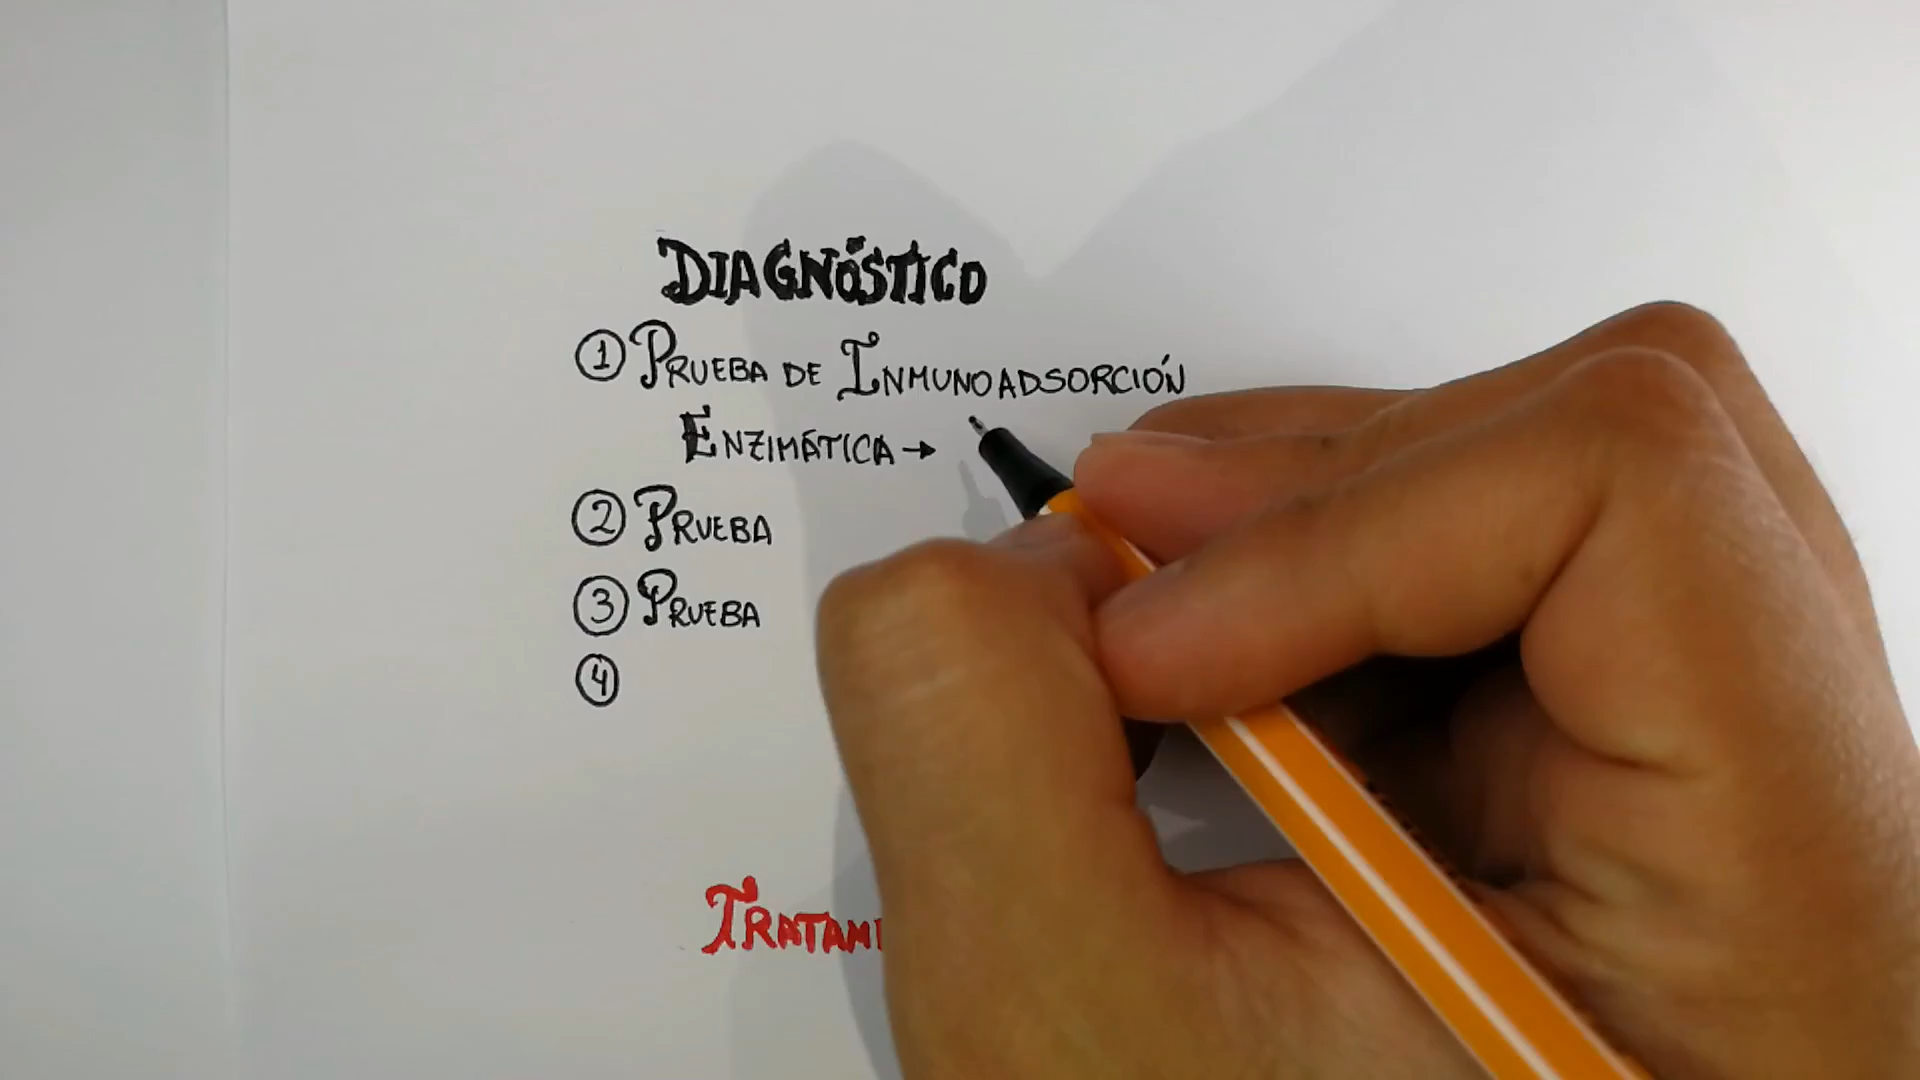 DIAGNÓSTICO
① PRUEBA DE INMUNOADSORCIÓN
ENZIMÁTICA →
② PRUEBA
③ PRUEBA
④